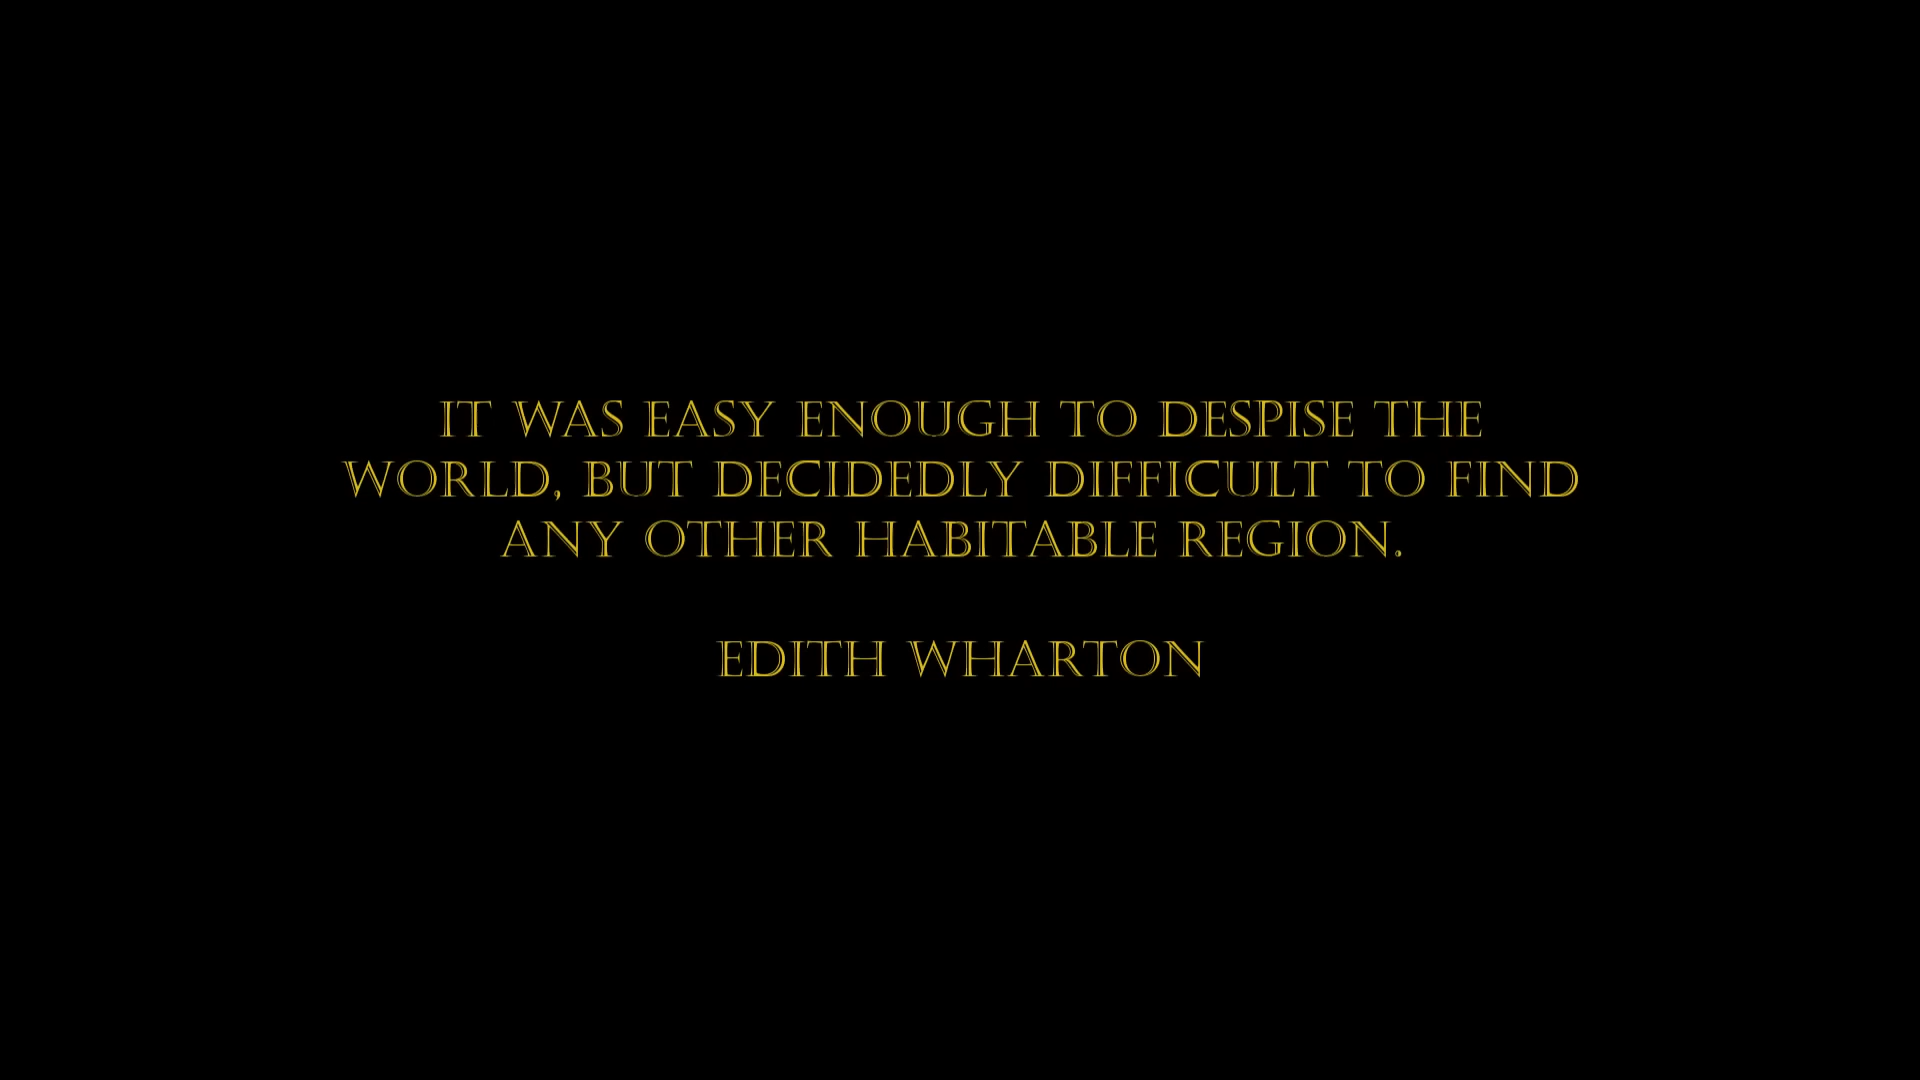 IT WAS EASY ENOUGH TO DESPISE THE
WORLD, BUT DECIDEDLY DIFFICULT TO FIND
ANY OTHER HABITABLE REGION.
EDITH WHARTON